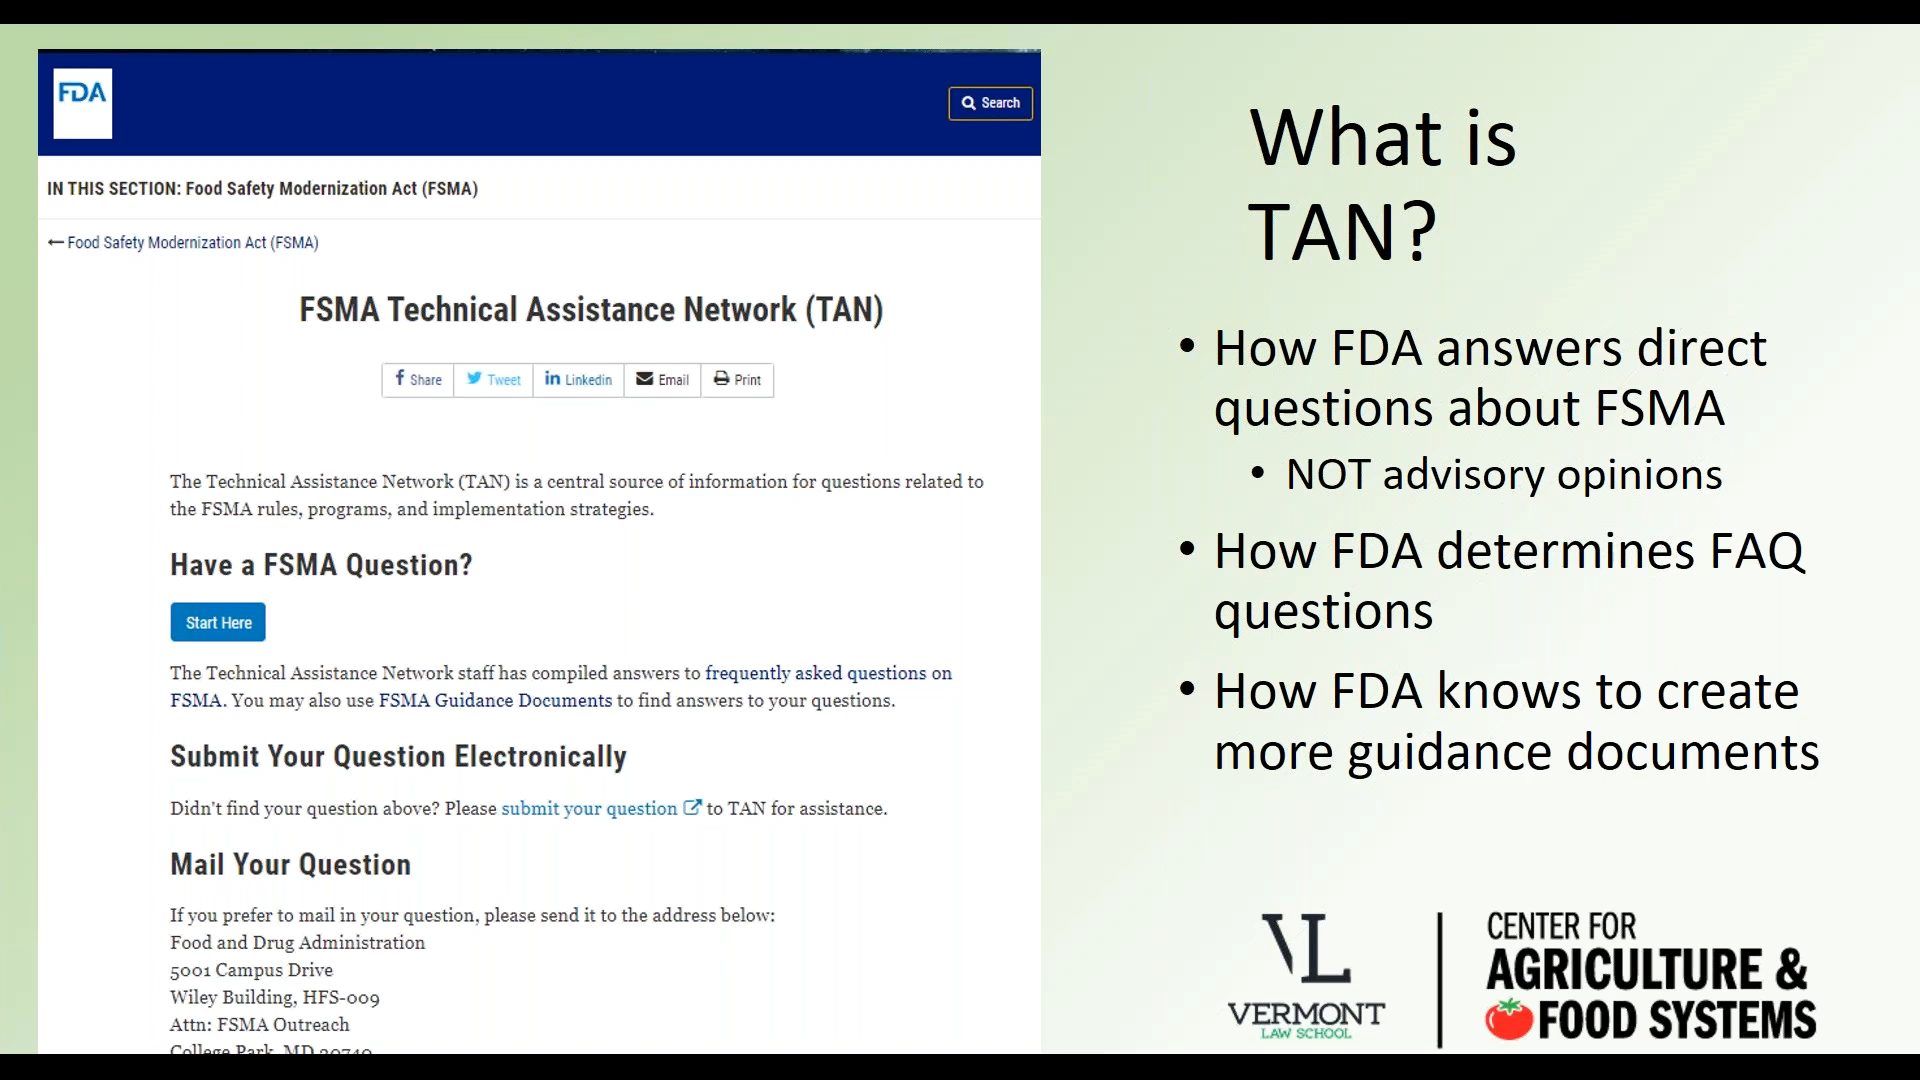 FDA
Search
IN THIS SECTION: Food Safety Modernization Act (FSMA)
Food Safety Modernization Act (FSMA)
FSMA Technical Assistance Network (TAN)
Share Tweet Linkedin Email Print
The Technical Assistance Network (TAN) is a central source of information for questions related to
the FSMA rules, programs, and implementation strategies.
Have a FSMA Question?
Start Here
The Technical Assistance Network staff has compiled answers to frequently asked questions on
FSMA. You may also use FSMA Guidance Documents to find answers to your questions.
Submit Your Question Electronically
Didn't find your question above? Please submit your question to TAN for assistance.
Mail Your Question
If you prefer to mail in your question, please send it to the address below:
Food and Drug Administration
5001 Campus Drive
Wiley Building, HFS-009
Attn: FSMA Outreach
College Park, MD 20740
What is
TAN?
• How FDA answers direct
questions about FSMA
• NOT advisory opinions
• How FDA determines FAQ
questions
• How FDA knows to create
more guidance documents
VL
VERMONT
LAW SCHOOL
CENTER FOR
AGRICULTURE &
FOOD SYSTEMS